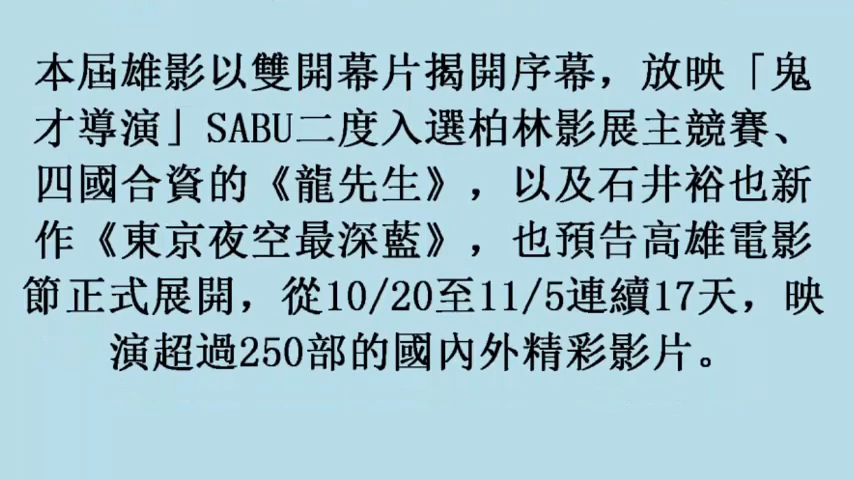 本屆雄影以雙開幕片揭開序幕，放映「鬼
才導演」SABU二度入選柏林影展主競賽、
四國合資的《龍先生》，以及石井裕也新
作《東京夜空最深藍》，也預告高雄電影
節正式展開，從10/20至11/5連續17天，映
演超過250部的國內外精彩影片。